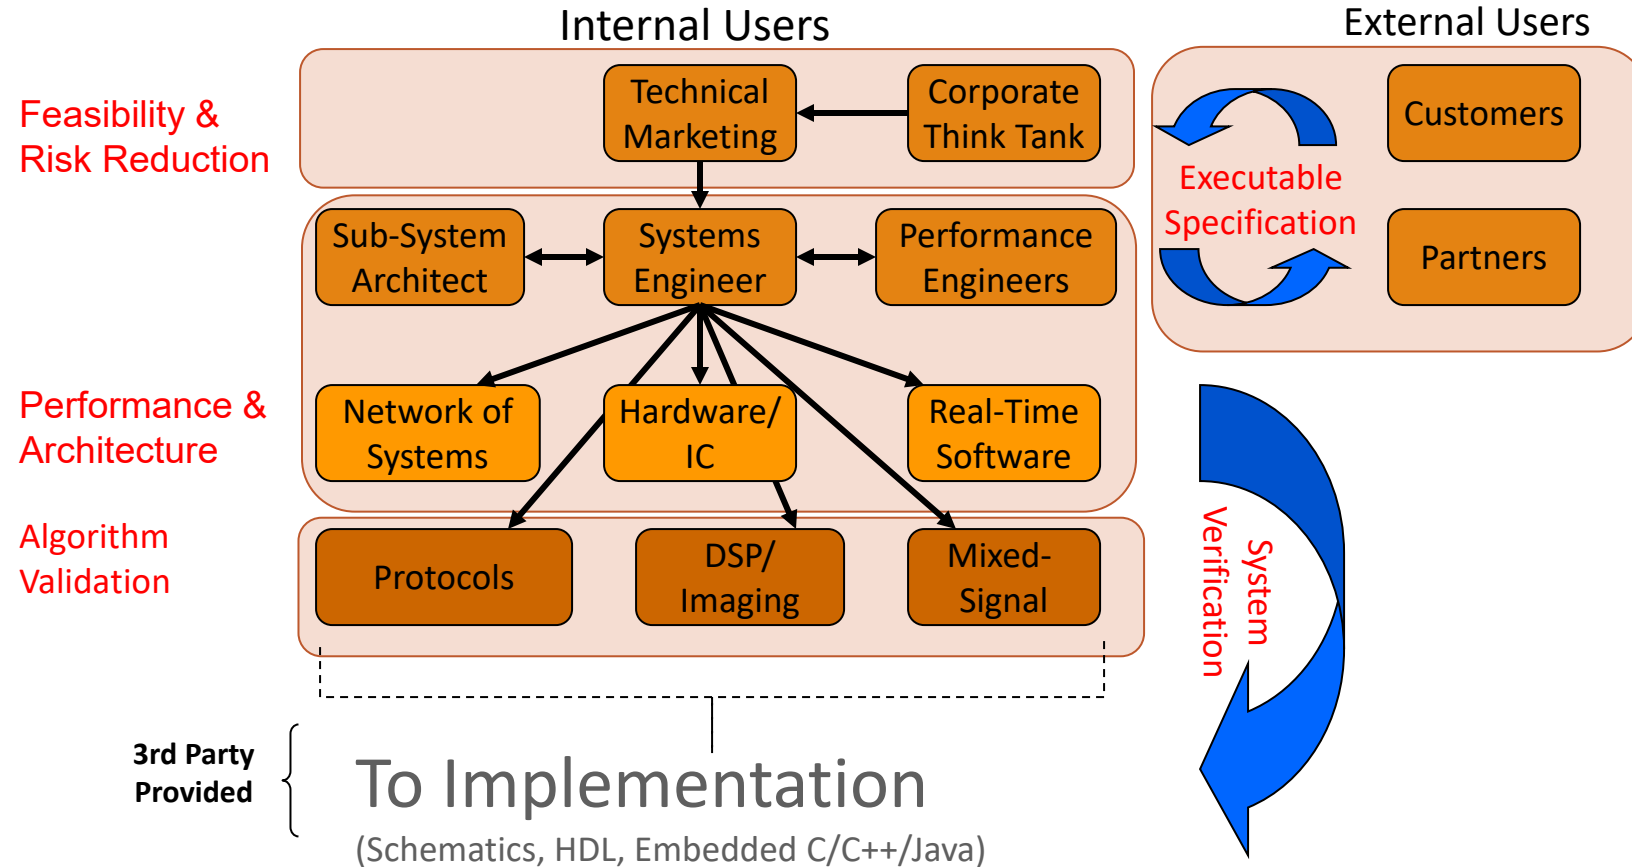 Internal Users
External Users
Feasibility &
Risk Reduction
Technical
Marketing
Corporate
Think Tank
Customers
Executable
Specification
Partners
Sub-System
Architect
Systems
Engineer
Performance
Engineers
Performance &
Architecture
Network of
Systems
Hardware/
IC
Real-Time
Software
Algorithm
Validation
Protocols
DSP/
Imaging
Mixed-
Signal
System
Verification
3rd Party
Provided
To Implementation
(Schematics, HDL, Embedded C/C++/Java)